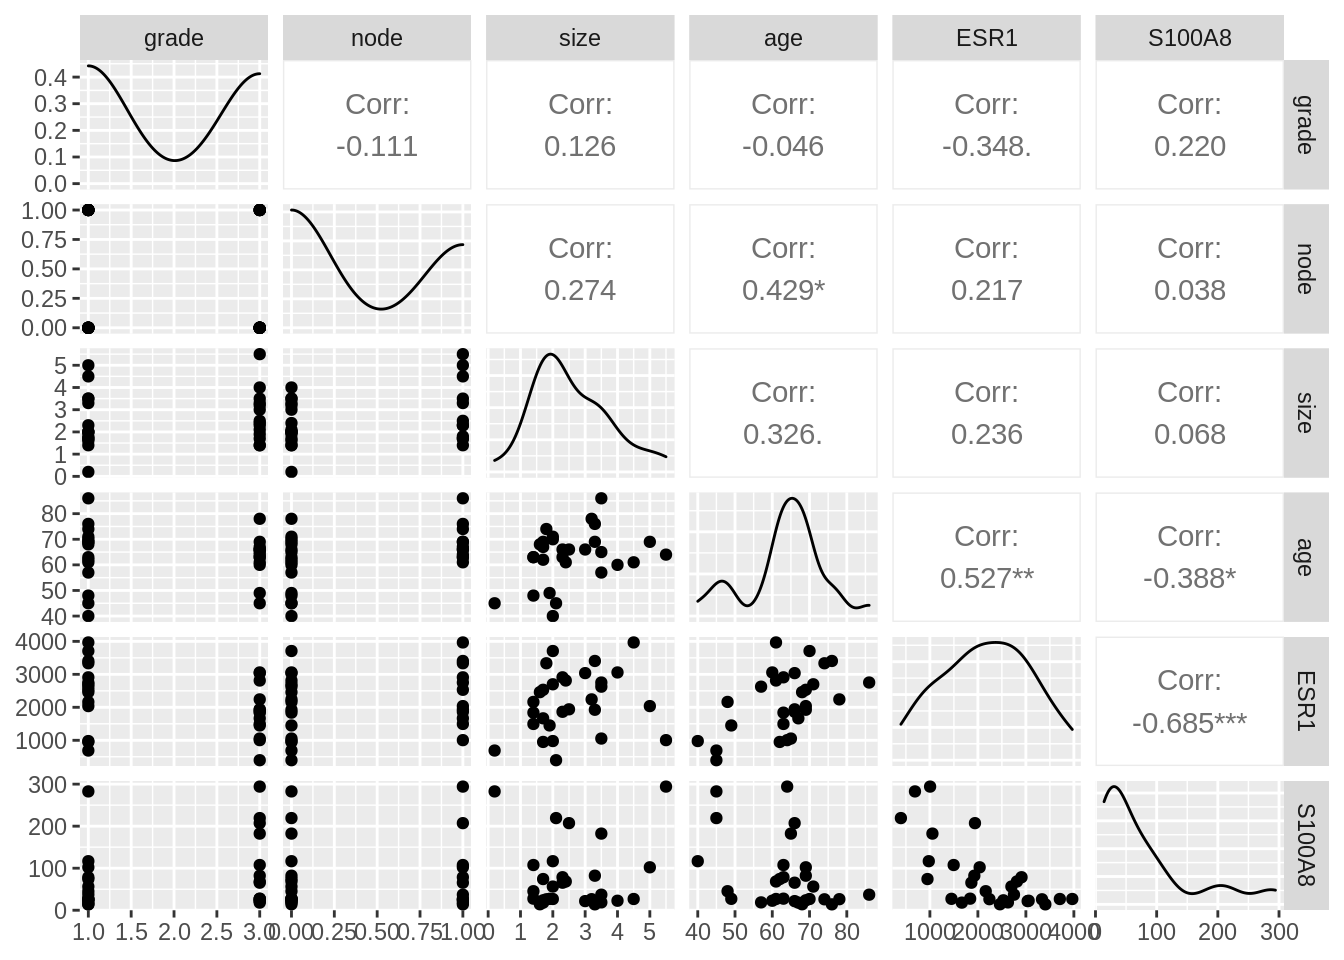 grade node size age ESR1 S100A8
0.4
0.3
0.2
0.1
0.0
Corr: Corr: Corr: Corr: Corr:
-0.111 0.126 -0.046 -0.348. 0.220
grade
1.00
0.75
0.50
0.25
0.00
Corr: Corr: Corr: Corr:
0.274 0.429* 0.217 0.038
node
5
4
3
2
1
0
Corr: Corr: Corr:
0.326. 0.236 0.068
size
80
70
60
50
40
Corr: Corr:
0.527** -0.388*
age
4000
3000
2000
1000
Corr:
-0.685***
ESR1
300
200
100
0
S100A8
1.0 1.5 2.0 2.5 3.0 0.00 0.25 0.50 0.75 1.00 0 1 2 3 4 5 40 50 60 70 80 1000 2000 3000 4000 0 100 200 300